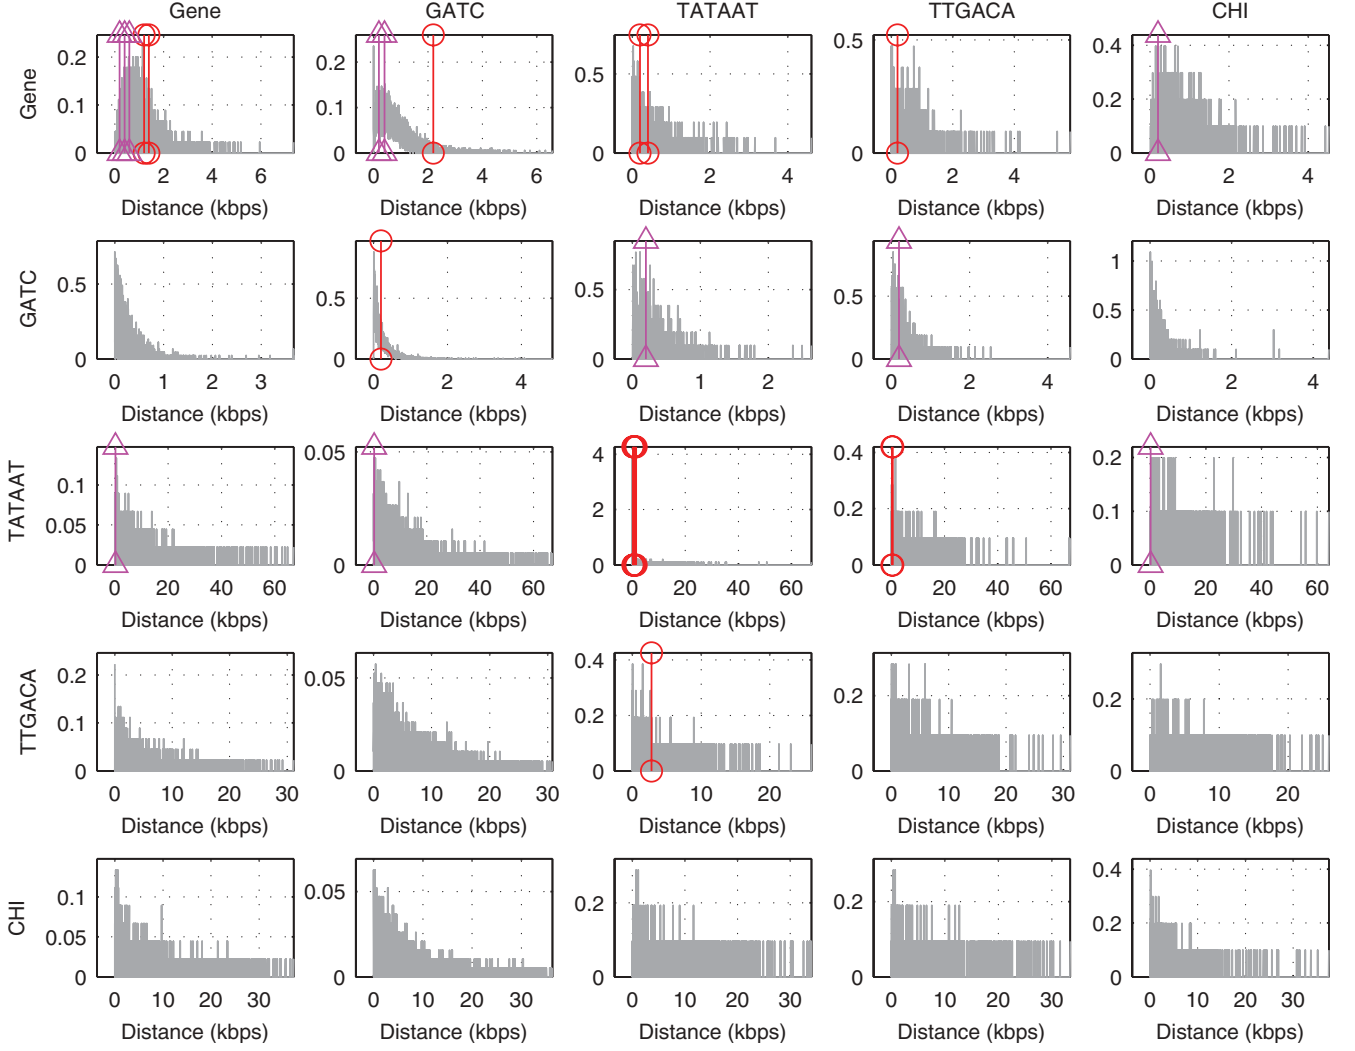 Gene GATC TATAAT TTGACA CHI
Gene
0.2 0.1 0
0 2 4 6
Distance (kbps)
0.2 0.1 0
0 2 4 6
Distance (kbps)
0.5 0
0 2 4
Distance (kbps)
0.5 0
0 2 4
Distance (kbps)
0.4 0.2 0
0 2 4
Distance (kbps)
GATC
0.5 0
0 1 2 3
Distance (kbps)
0.5 0
0 2 4
Distance (kbps)
0.5 0
0 1 2
Distance (kbps)
0.5 0
0 2 4
Distance (kbps)
1 0.5 0
0 2 4
Distance (kbps)
TATAAT
0.1 0.05 0
0 20 40 60
Distance (kbps)
0.05 0
0 20 40 60
Distance (kbps)
4 2 0
0 20 40 60
Distance (kbps)
0.4 0.2 0
0 20 40 60
Distance (kbps)
0.2 0.1 0
0 20 40 60
Distance (kbps)
TTGACA
0.2 0.1 0
0 10 20 30
Distance (kbps)
0.05 0
0 10 20 30
Distance (kbps)
0.4 0.2 0
0 10 20
Distance (kbps)
0.2 0
0 10 20 30
Distance (kbps)
0.2 0
0 10 20
Distance (kbps)
CHI
0.1 0.05 0
0 10 20 30
Distance (kbps)
0.05 0
0 10 20 30
Distance (kbps)
0.2 0
0 10 20 30
Distance (kbps)
0.2 0
0 10 20 30
Distance (kbps)
0.4 0.2 0
0 10 20 30
Distance (kbps)